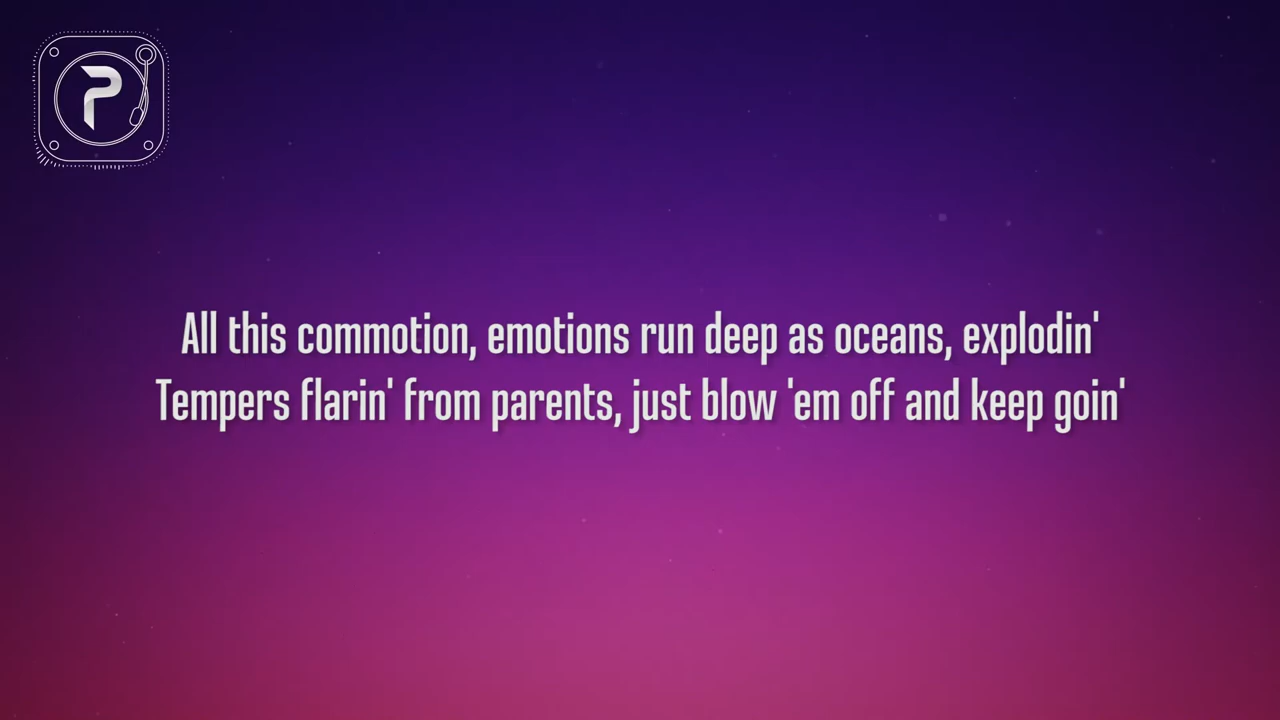 P
All this commotion, emotions run deep as oceans, explodin'
Tempers flarin' from parents, just blow 'em off and keep goin'